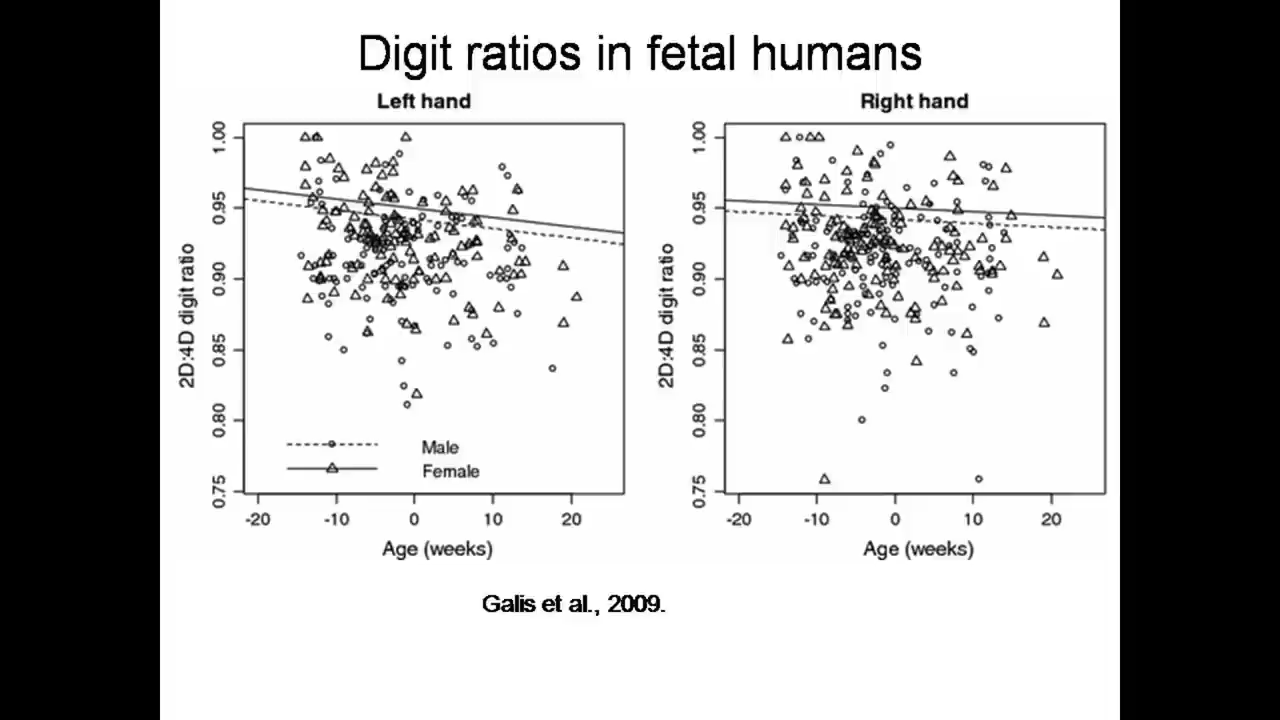 Digit ratios in fetal humans
Left hand
1.00
0.95
0.90
0.85
0.80
0.75
2D:4D digit ratio
Male
Female
-20 -10 0 10 20
Age (weeks)
Right hand
1.00
0.95
0.90
0.85
0.80
0.75
2D:4D digit ratio
-20 -10 0 10 20
Age (weeks)
Galis et al., 2009.